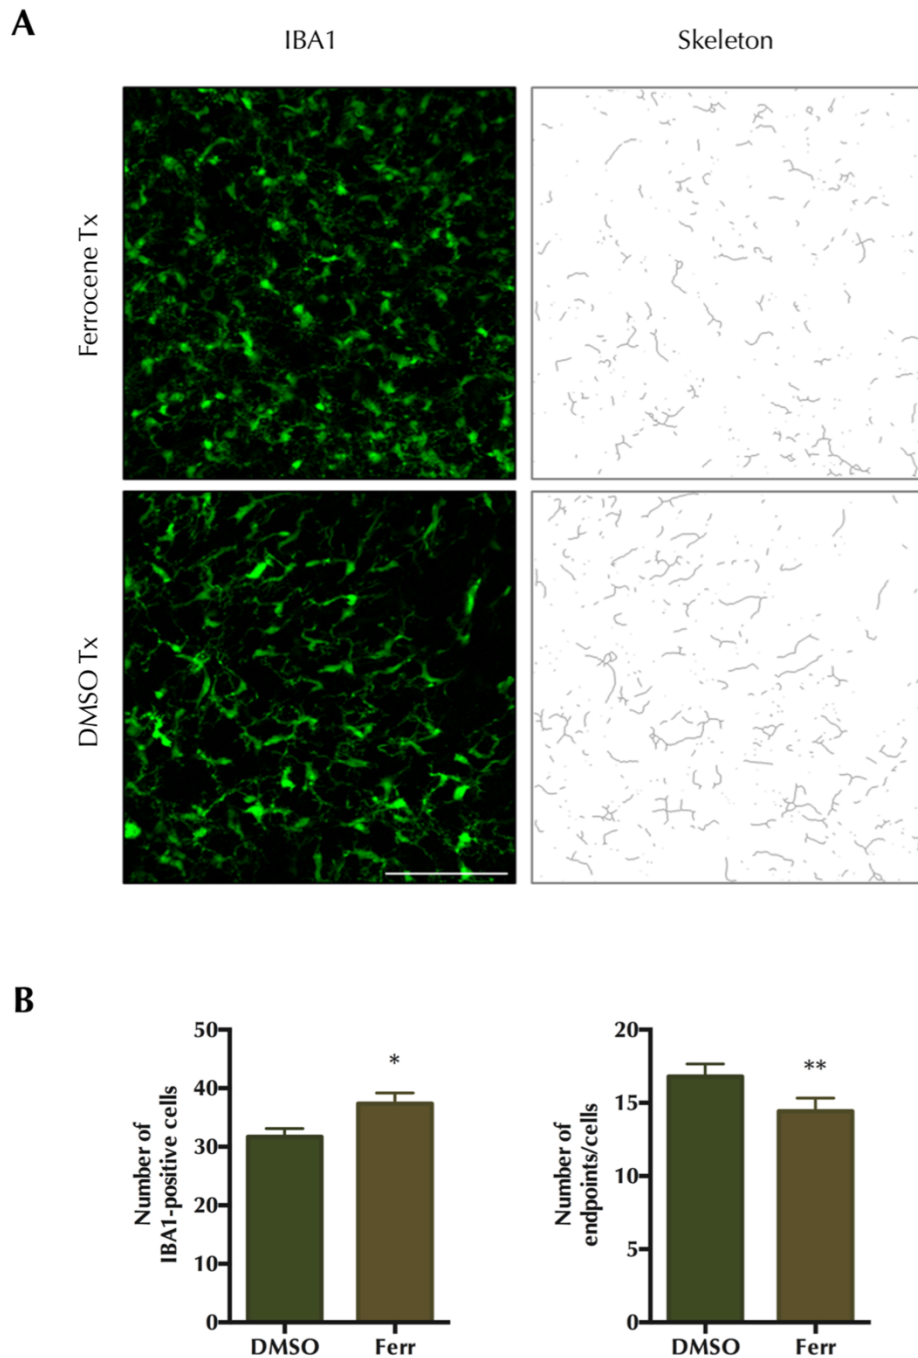 A
IBA1
Skeleton
Ferrocene Tx
DMSO Tx
B
Number of
IBA1-positive cells
50
40
30
20
10
0
*
DMSO
Ferr
Number of
endpoints/cells
20
15
10
5
0
**
DMSO
Ferr